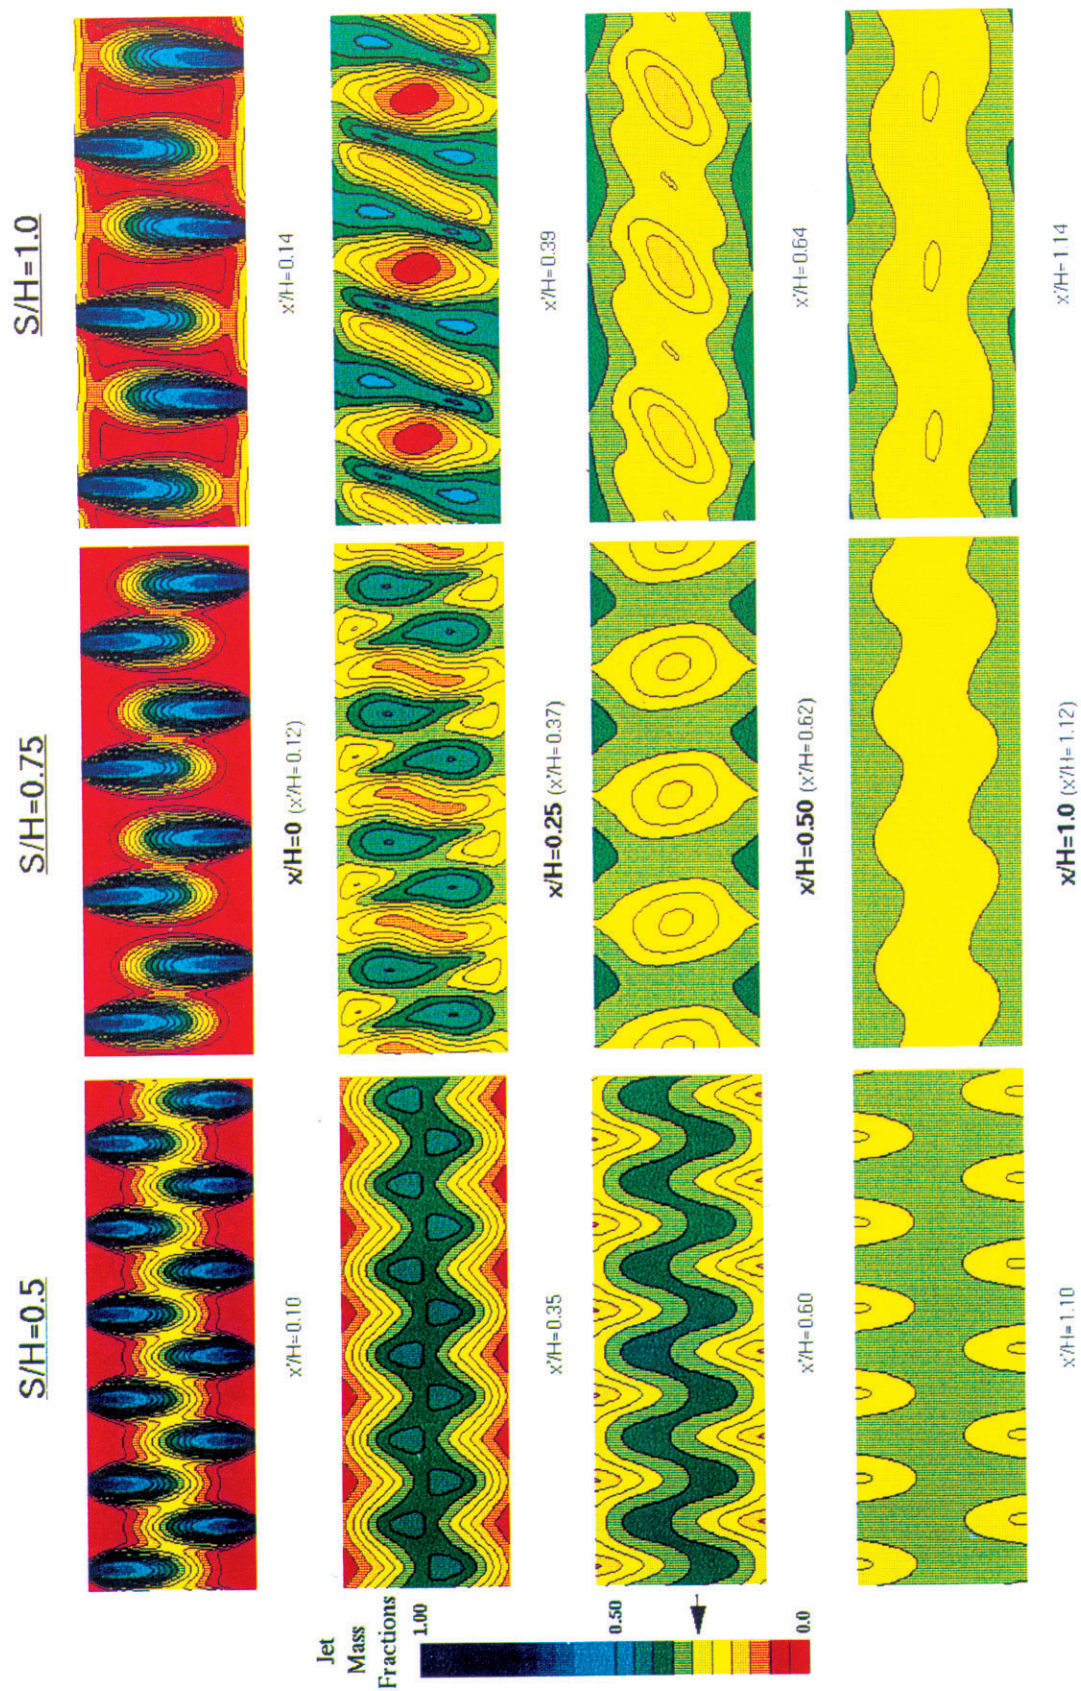 S/H=0.5
S/H=0.75
S/H=1.0
Jet
Mass
Fractions
1.00
0.50
0.0
x'/H=0.10
x/H=0 (x'/H=0.12)
x'/H=0.14
x'/H=0.35
x/H=0.25 (x'/H=0.37)
x'/H=0.39
x'/H=0.60
x/H=0.50 (x'/H=0.62)
x'/H=0.64
x'/H=1.10
x/H=1.0 (x'/H=1.12)
x'/H=1.14